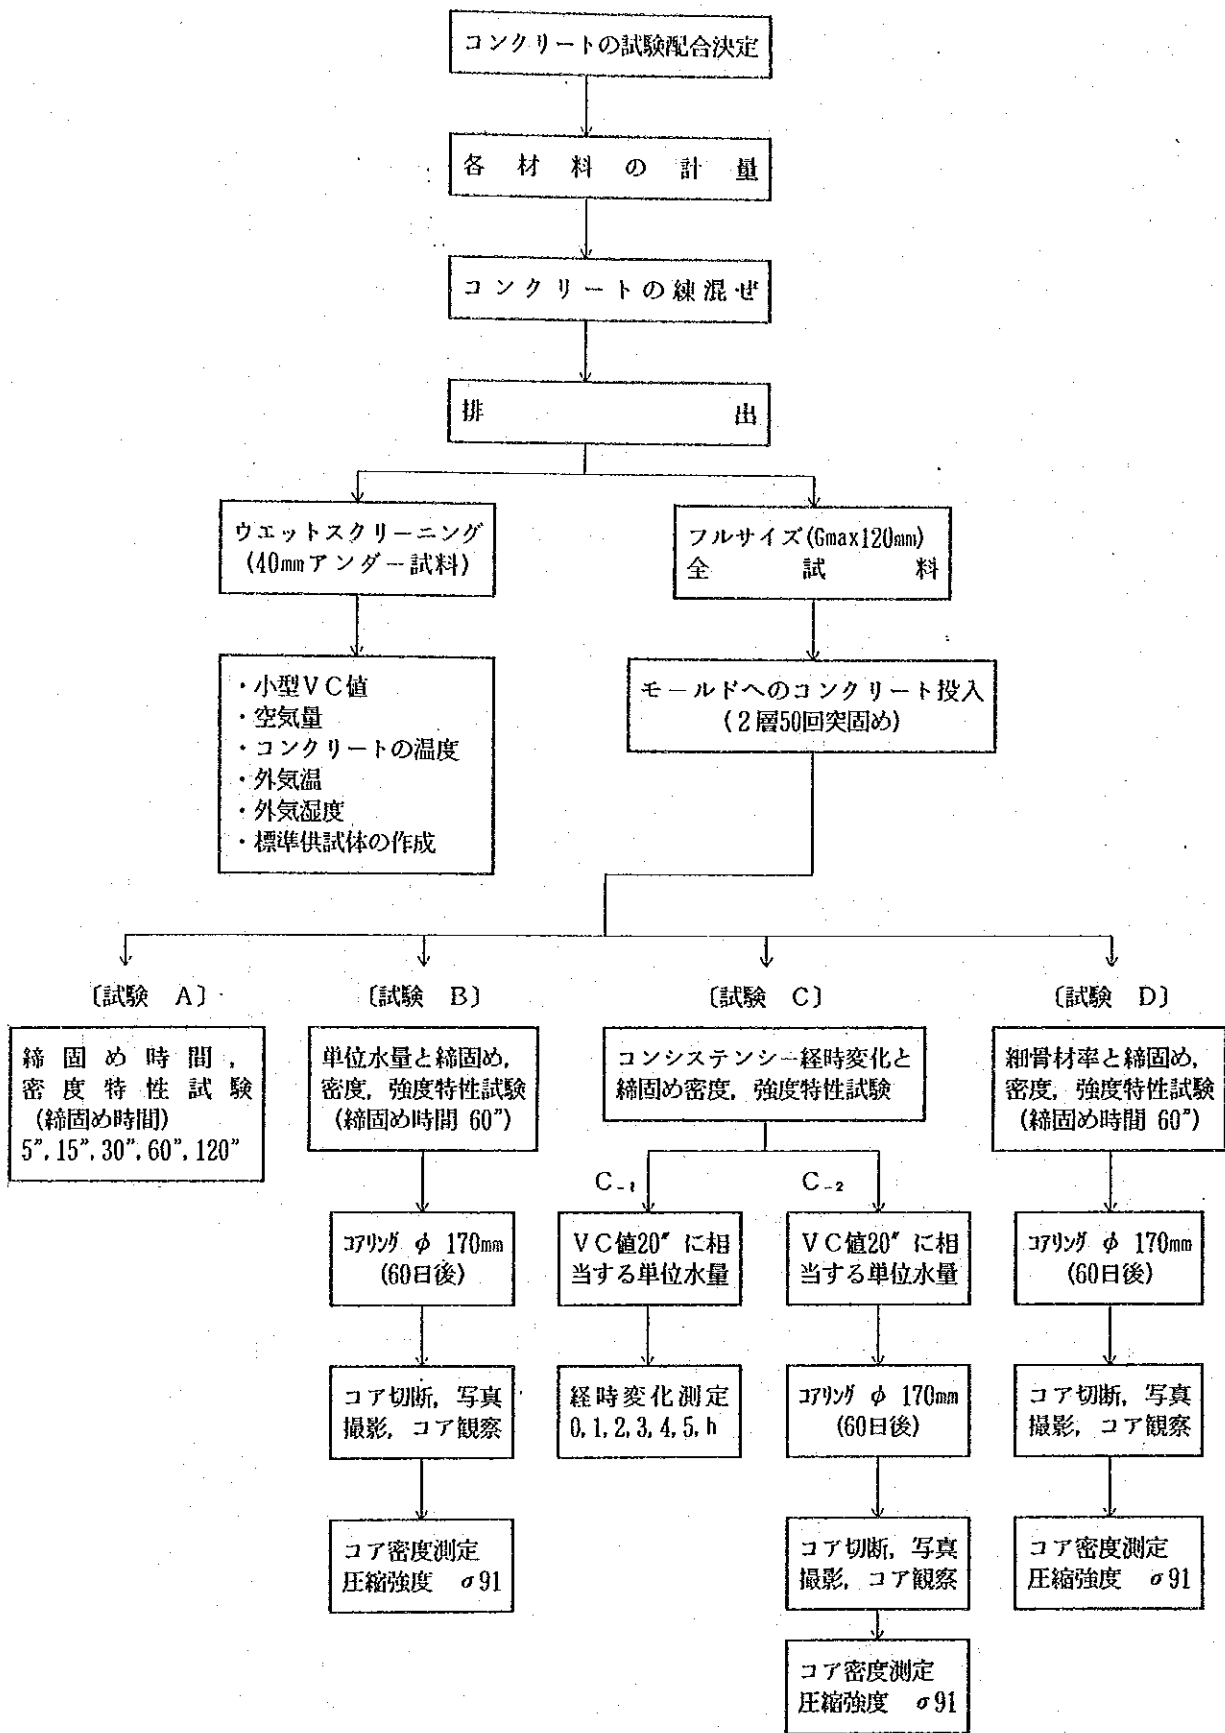 コンクリートの試験配合決定
各材料の計量
コンクリートの練混ぜ
排出
ウエットスクリーニング
(40mmアンダー試料)
フルサイズ(Gmax120mm)
全試料
・小型VC値
・空気量
・コンクリートの温度
・外気温
・外気湿度
・標準供試体の作成
モールドへのコンクリート投入
(2層50回突固め)
〔試験 A〕
締固め時間,
密度特性試験
(締固め時間)
5", 15", 30", 60", 120"
〔試験 B〕
単位水量と締固め,
密度, 強度特性試験
(締固め時間 60")
コアリング φ 170mm
(60日後)
コア切断, 写真
撮影, コア観察
コア密度測定
圧縮強度 σ91
〔試験 C〕
コンシステンシー経時変化と
締固め密度, 強度特性試験
C-1
VC値20"に相
当する単位水量
経時変化測定
0, 1, 2, 3, 4, 5, h
C-2
VC値20"に相
当する単位水量
コアリング φ 170mm
(60日後)
コア切断, 写真
撮影, コア観察
コア密度測定
圧縮強度 σ91
〔試験 D〕
細骨材率と締固め,
密度, 強度特性試験
(締固め時間 60")
コアリング φ 170mm
(60日後)
コア切断, 写真
撮影, コア観察
コア密度測定
圧縮強度 σ91